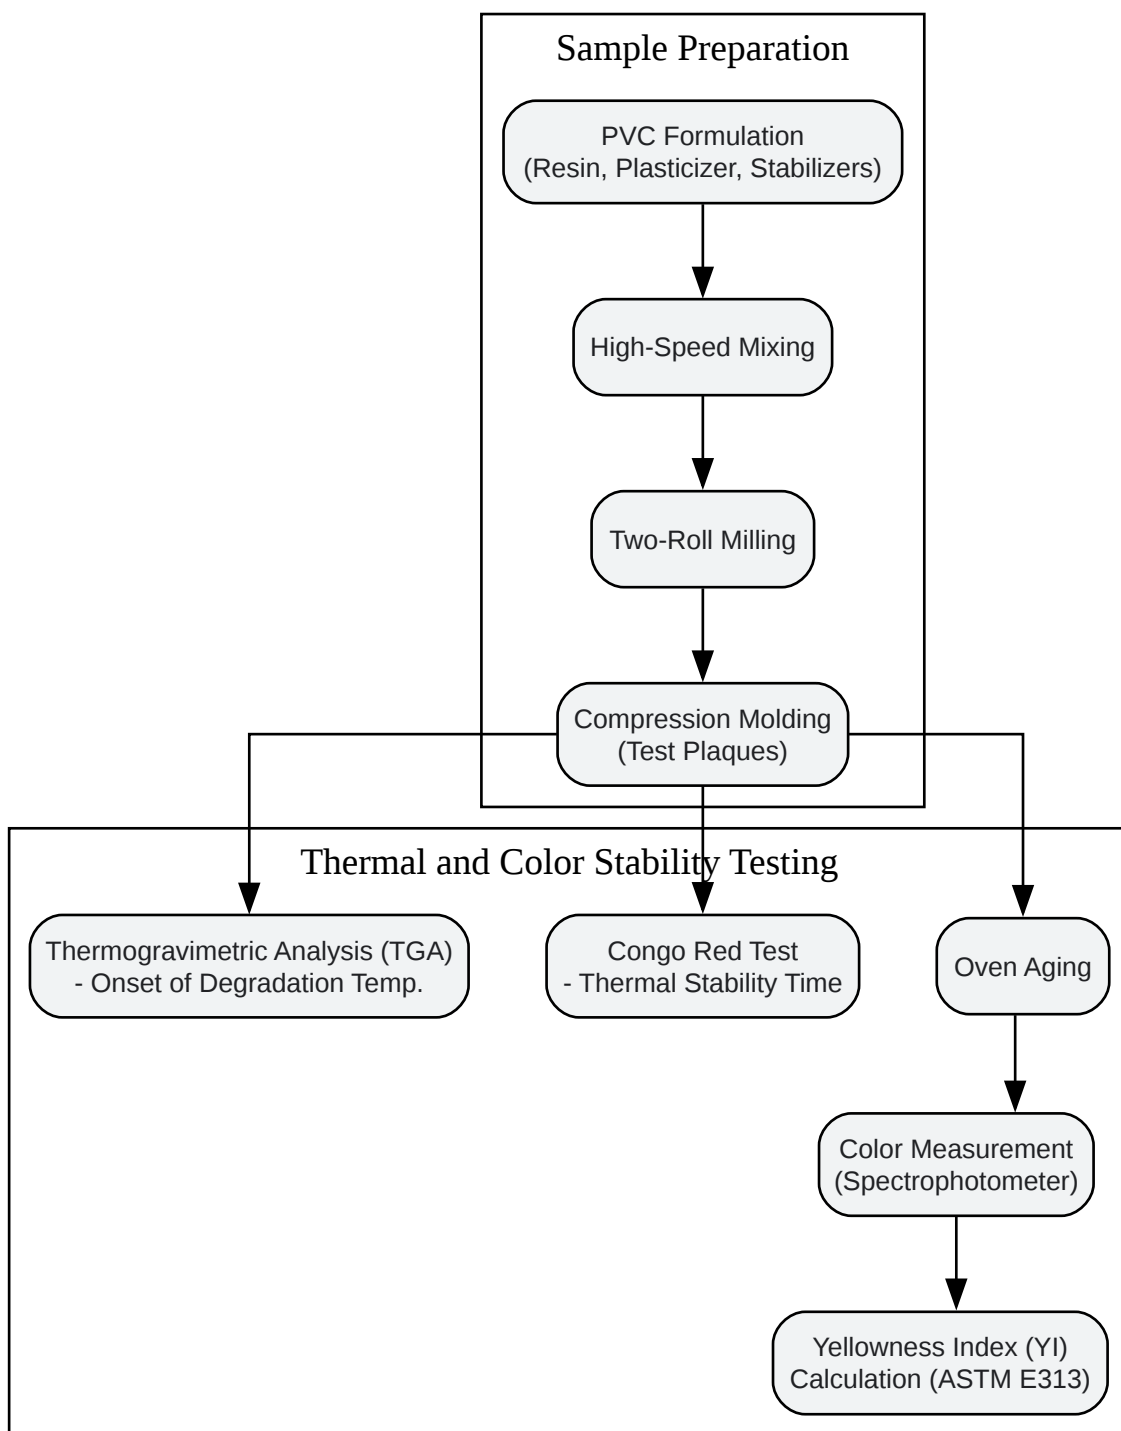 Sample Preparation
PVC Formulation
(Resin, Plasticizer, Stabilizers)
High-Speed Mixing
Two-Roll Milling
Compression Molding
(Test Plaques)
Thermal and Color Stability Testing
Thermogravimetric Analysis (TGA)
- Onset of Degradation Temp.
Congo Red Test
- Thermal Stability Time
Oven Aging
Color Measurement
(Spectrophotometer)
Yellowness Index (YI)
Calculation (ASTM E313)